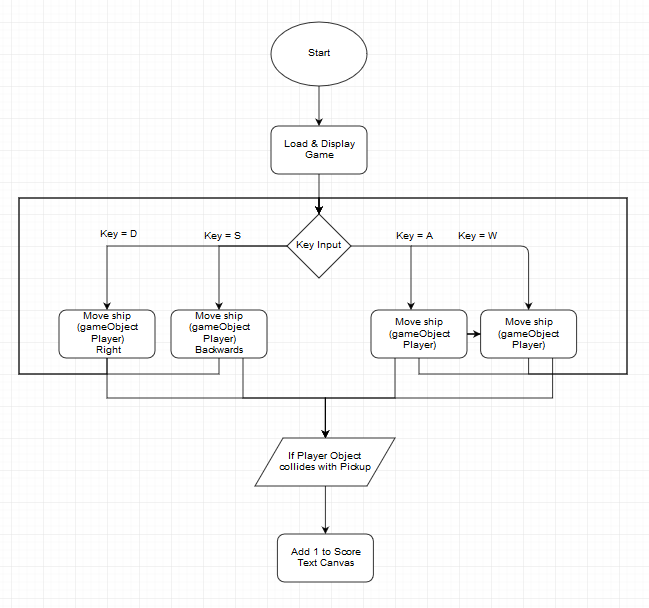 Start
Load & Display
Game
Key Input
Key = D
Key = S
Key = A
Key = W
Move ship
(gameObject
Player)
Right
Move ship
(gameObject
Player)
Backwards
Move ship
(gameObject
Player)
Move ship
(gameObject
Player)
If Player Object
collides with Pickup
Add 1 to Score
Text Canvas